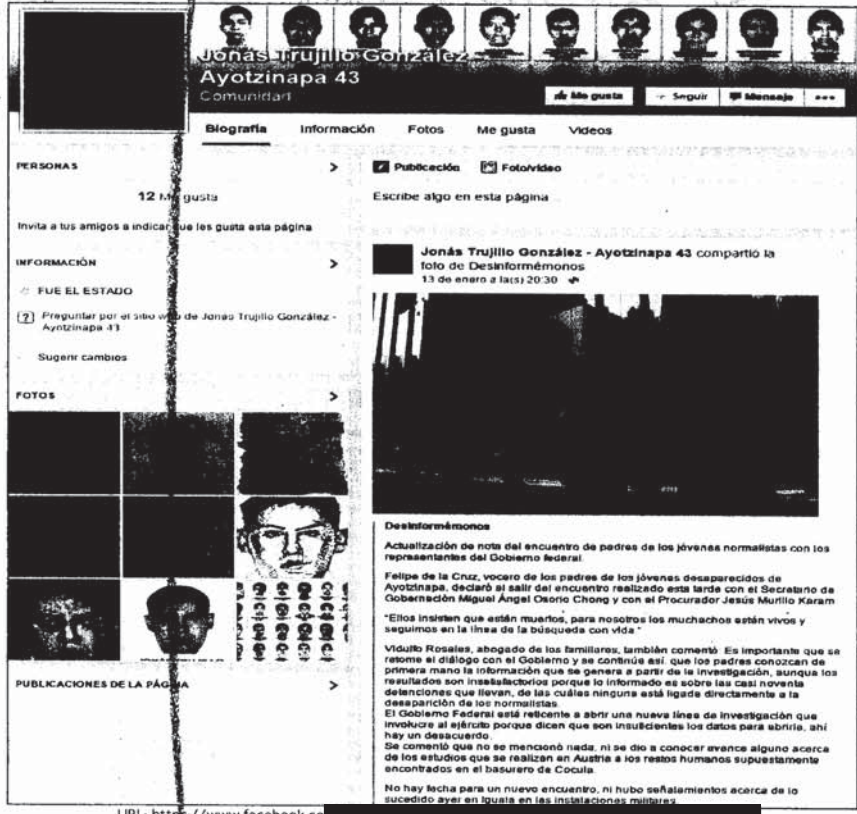 Jonás Trujillo González
Ayotzinapa 43
Comunidad
Me gusta
Seguir
Mensaje
Biografía Información Fotos Me gusta Videos
PERSONAS
12 Me gusta
Invita a tus amigos a indicar que les gusta esta página
INFORMACIÓN
FUE EL ESTADO
Preguntar por el sitio web de Jonás Trujillo González -
Ayotzinapa 43
Sugerir cambios
FOTOS
PUBLICACIONES DE LA PÁGINA
Publicación Foto/vídeo
Escribe algo en esta página
Jonás Trujillo González - Ayotzinapa 43 compartió la
foto de Desinformémonos
13 de enero a la(s) 20:30
Desinformémonos
Actualización de nota del encuentro de padres de los jóvenes normalistas con los
representantes del Gobierno federal.
Felipe de la Cruz, vocero de los padres de los jóvenes desaparecidos de
Ayotzinapa, declaró al salir del encuentro realizado esta tarde con el Secretario de
Gobernación Miguel Ángel Osorio Chong y con el Procurador Jesús Murillo Karam
"Ellos insisten que están muertos, para nosotros los muchachos están vivos y
seguimos en la línea de la búsqueda con vida "
Vidulfo Rosales, abogado de los familiares, también comentó Es importante que se
retome el diálogo con el Gobierno y se continúe así, que los padres conozcan de
primera mano la información que se genera a partir de la investigación, aunque los
resultados son insatisfactorios porque lo informado es sobre las casi noventa
detenciones que llevan, de las cuáles ninguna está ligada directamente a la
desaparición de los normalistas
El Gobierno Federal está reticente a abrir una nueva línea de investigación que
involucre al ejército porque dicen que son insuficientes los datos para abrirla, ahí
hay un desacuerdo.
Se comentó que no se mencionó nada, ni se dio a conocer avance alguno acerca
de los estudios que se realizan en Austria a los restos humanos supuestamente
encontrados en el basurero de Cocula.
No hay fecha para un nuevo encuentro, ni hubo señalamientos acerca de lo
sucedido ayer en Iguala en las instalaciones militares
URL: https://www.facebook.co